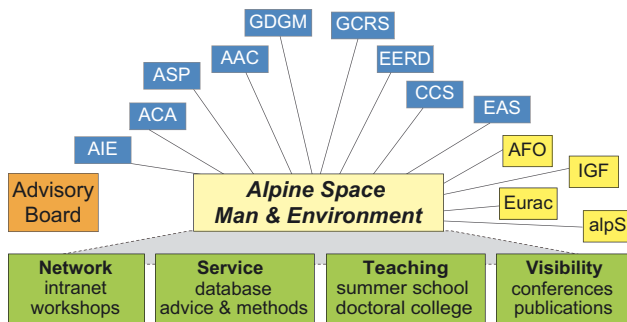 GDGM
GCRS
AAC
EERD
ASP
CCS
ACA
EAS
AIE
AFO
IGF
Advisory
Board
Alpine Space
Man & Environment
Eurac
alpS
Network
intranet
workshops
Service
database
advice & methods
Teaching
summer school
doctoral college
Visibility
conferences
publications